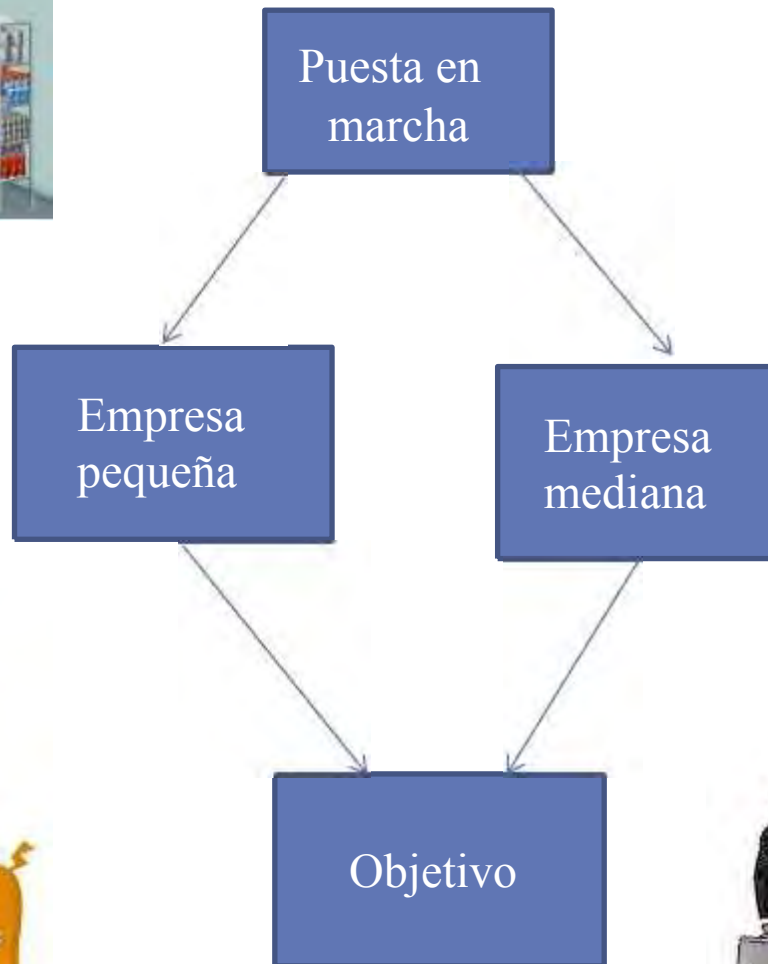 Puesta en
marcha
Empresa
pequeña
Empresa
mediana
Objetivo